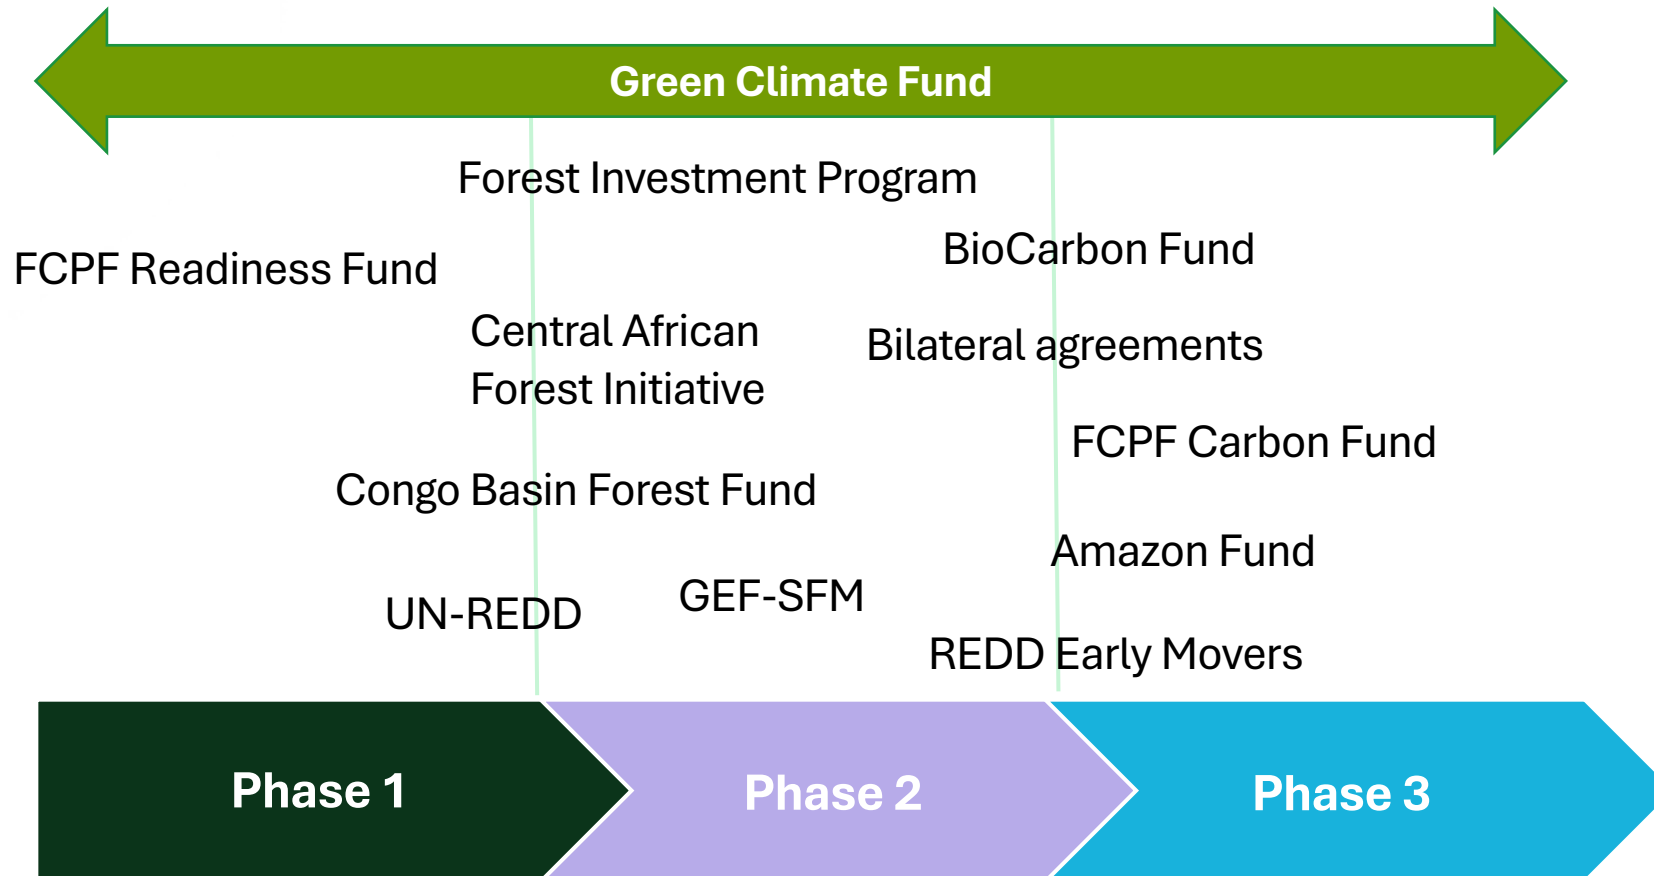 Green Climate Fund
Forest Investment Program
BioCarbon Fund
FCPF Readiness Fund
Central African
Forest Initiative
Bilateral agreements
FCPF Carbon Fund
Congo Basin Forest Fund
Amazon Fund
GEF-SFM
UN-REDD
REDD Early Movers
Phase 1
Phase 2
Phase 3